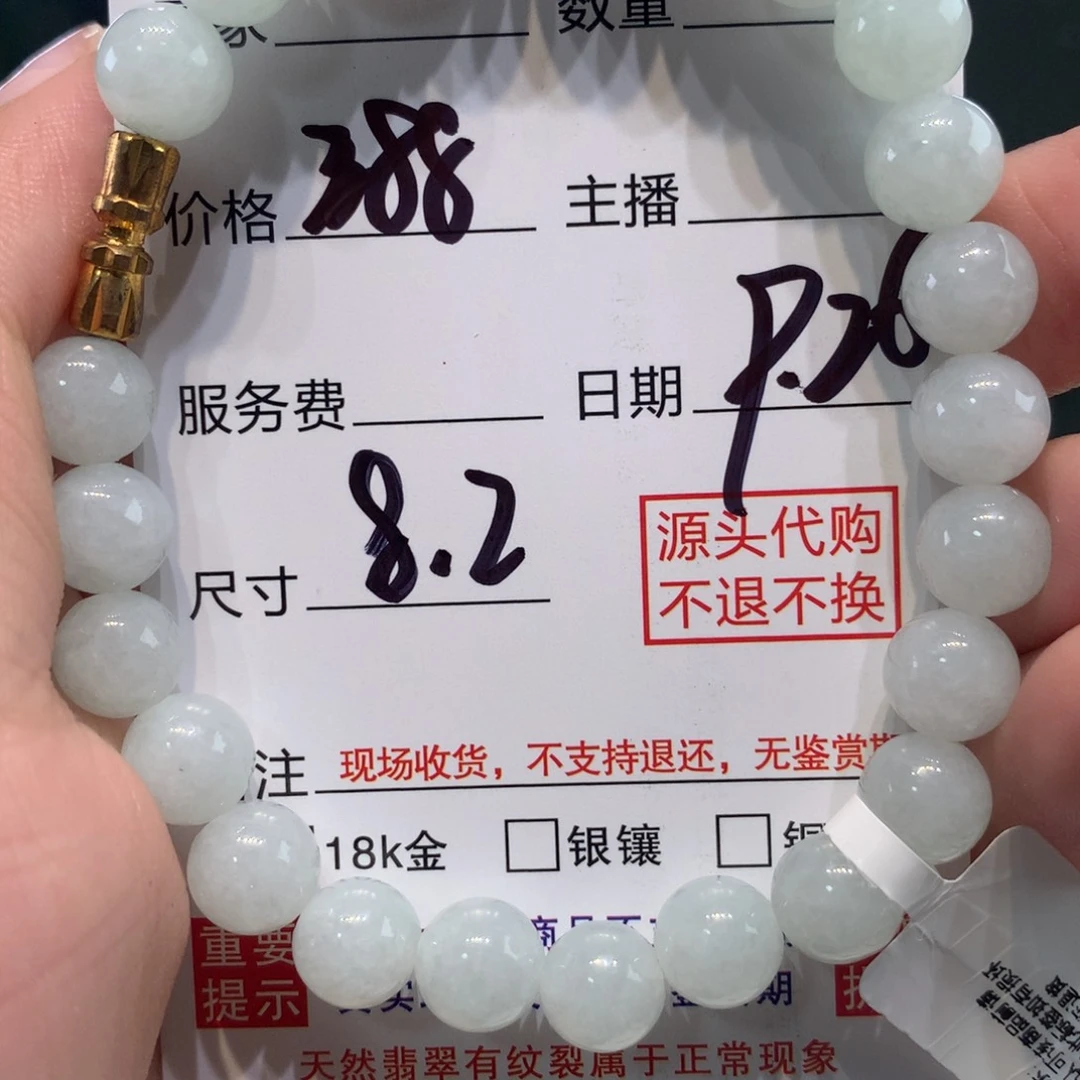 家 数量
价格 388 主播
服务费 日期 9.26
尺寸 8.2
源头代购
不退不换
注 现场收货，不支持退还，无鉴赏期
18k金 银镶
重要
提示
天然翡翠有纹裂属于正常现象